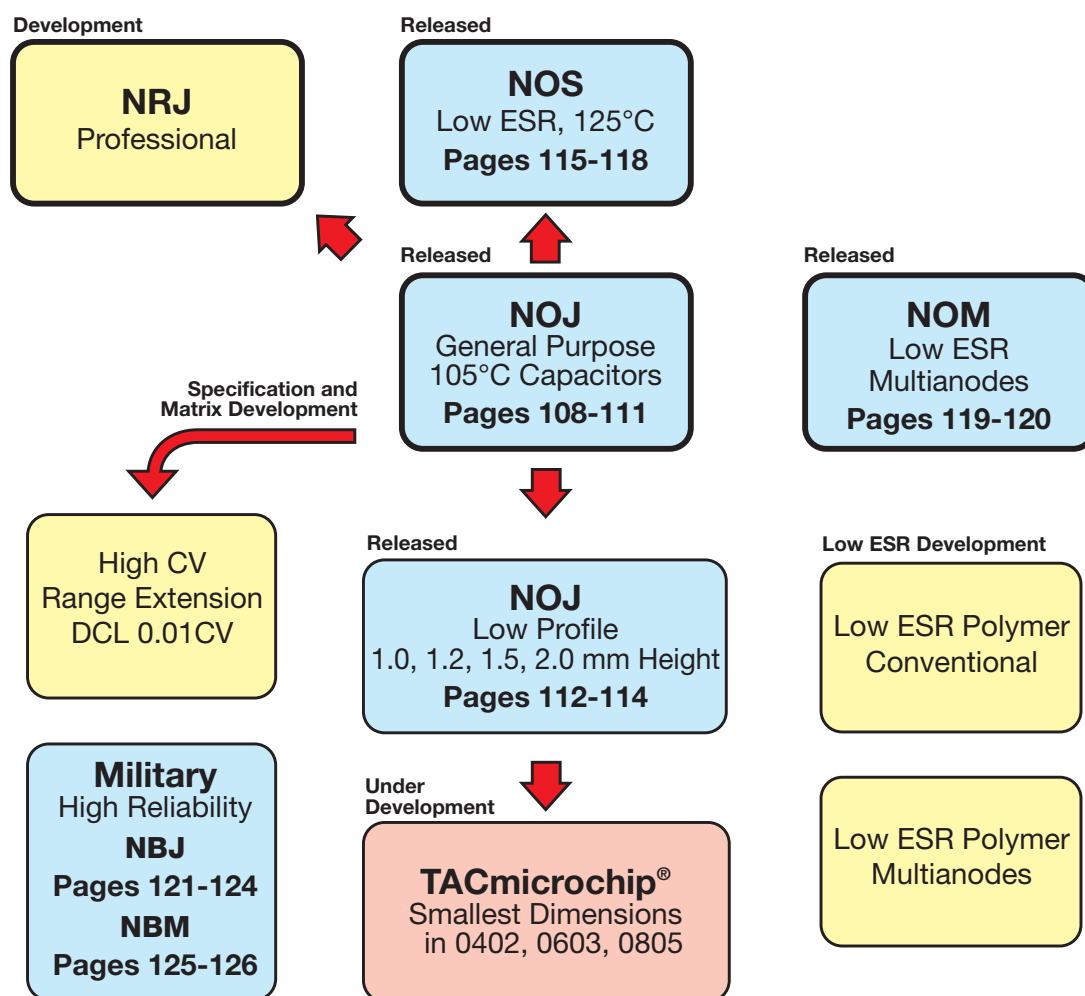 Development
NRJ
Professional
Released
NOS
Low ESR, 125°C
Pages 115-118
Released
NOJ
General Purpose
105°C Capacitors
Pages 108-111
Released
NOM
Low ESR
Multianodes
Pages 119-120
Specification and
Matrix Development
High CV
Range Extension
DCL 0.01CV
Released
NOJ
Low Profile
1.0, 1.2, 1.5, 2.0 mm Height
Pages 112-114
Low ESR Development
Low ESR Polymer
Conventional
Military
High Reliability
NBJ
Pages 121-124
NBM
Pages 125-126
Under
Development
TACmicrochip®
Smallest Dimensions
in 0402, 0603, 0805
Low ESR Polymer
Multianodes